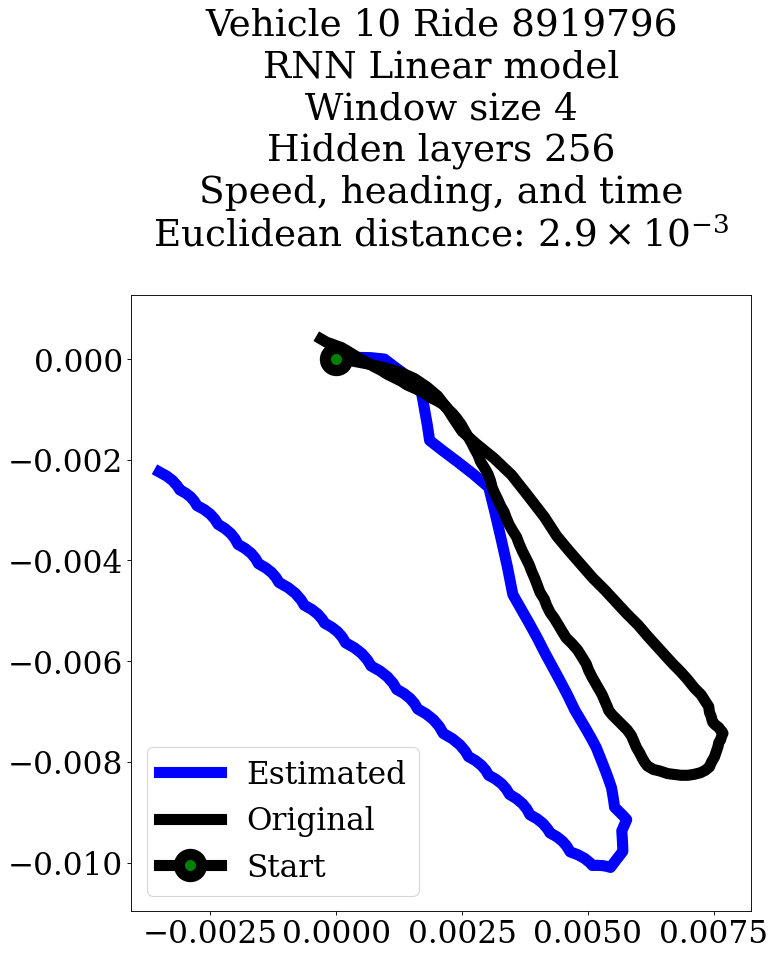 Vehicle 10 Ride 8919796
RNN Linear model
Window size 4
Hidden layers 256
Speed, heading, and time
Euclidean distance: 2.9 × 10⁻³
0.000
−0.002
−0.004
−0.006
−0.008
−0.010
Estimated
Original
Start
−0.0025 0.0000 0.0025 0.0050 0.0075